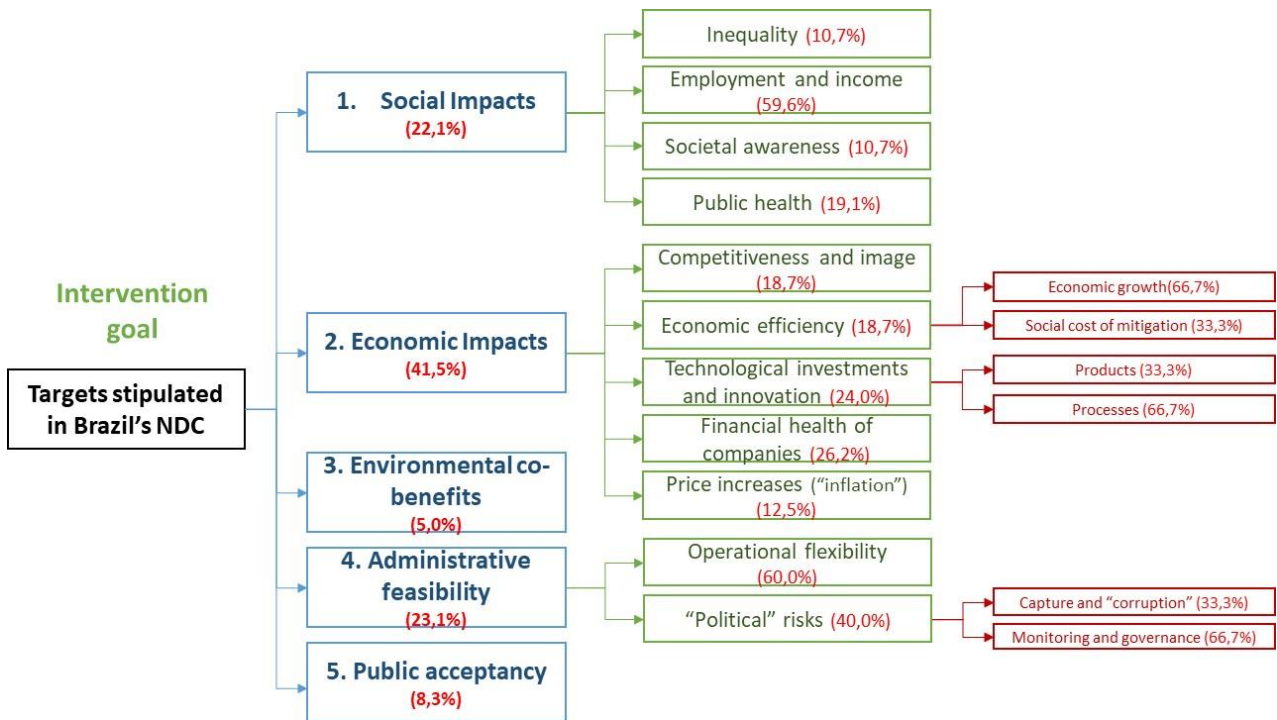 Intervention
goal
Targets stipulated
in Brazil's NDC
1. Social Impacts
(22,1%)
Inequality (10,7%)
Employment and income
(59,6%)
Societal awareness (10,7%)
Public health (19,1%)
2. Economic Impacts
(41,5%)
Competitiveness and image
(18,7%)
Economic efficiency (18,7%)
Economic growth(66,7%)
Social cost of mitigation (33,3%)
Technological investments
and innovation (24,0%)
Products (33,3%)
Processes (66,7%)
Financial health of
companies (26,2%)
Price increases (“inflation”)
(12,5%)
3. Environmental co-
benefits
(5,0%)
4. Administrative
feasibility
(23,1%)
Operational flexibility
(60,0%)
“Political” risks (40,0%)
Capture and “corruption” (33,3%)
Monitoring and governance (66,7%)
5. Public acceptancy
(8,3%)